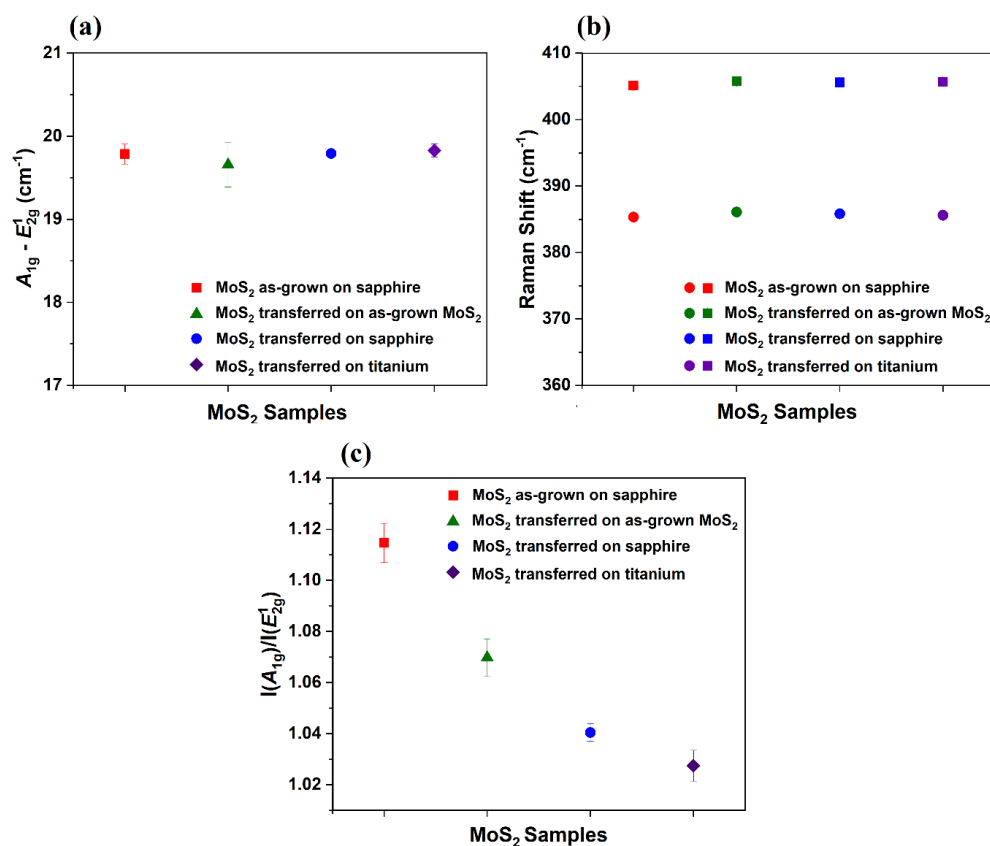 (a)
21
20
19
18
17
A₁g - E¹₂g (cm⁻¹)
MoS₂ as-grown on sapphire
MoS₂ transferred on as-grown MoS₂
MoS₂ transferred on sapphire
MoS₂ transferred on titanium
MoS₂ Samples
(b)
410
400
390
380
370
360
Raman Shift (cm⁻¹)
MoS₂ as-grown on sapphire
MoS₂ transferred on as-grown MoS₂
MoS₂ transferred on sapphire
MoS₂ transferred on titanium
MoS₂ Samples
(c)
1.14
1.12
1.10
1.08
1.06
1.04
1.02
I(A₁g)/I(E¹₂g)
MoS₂ as-grown on sapphire
MoS₂ transferred on as-grown MoS₂
MoS₂ transferred on sapphire
MoS₂ transferred on titanium
MoS₂ Samples